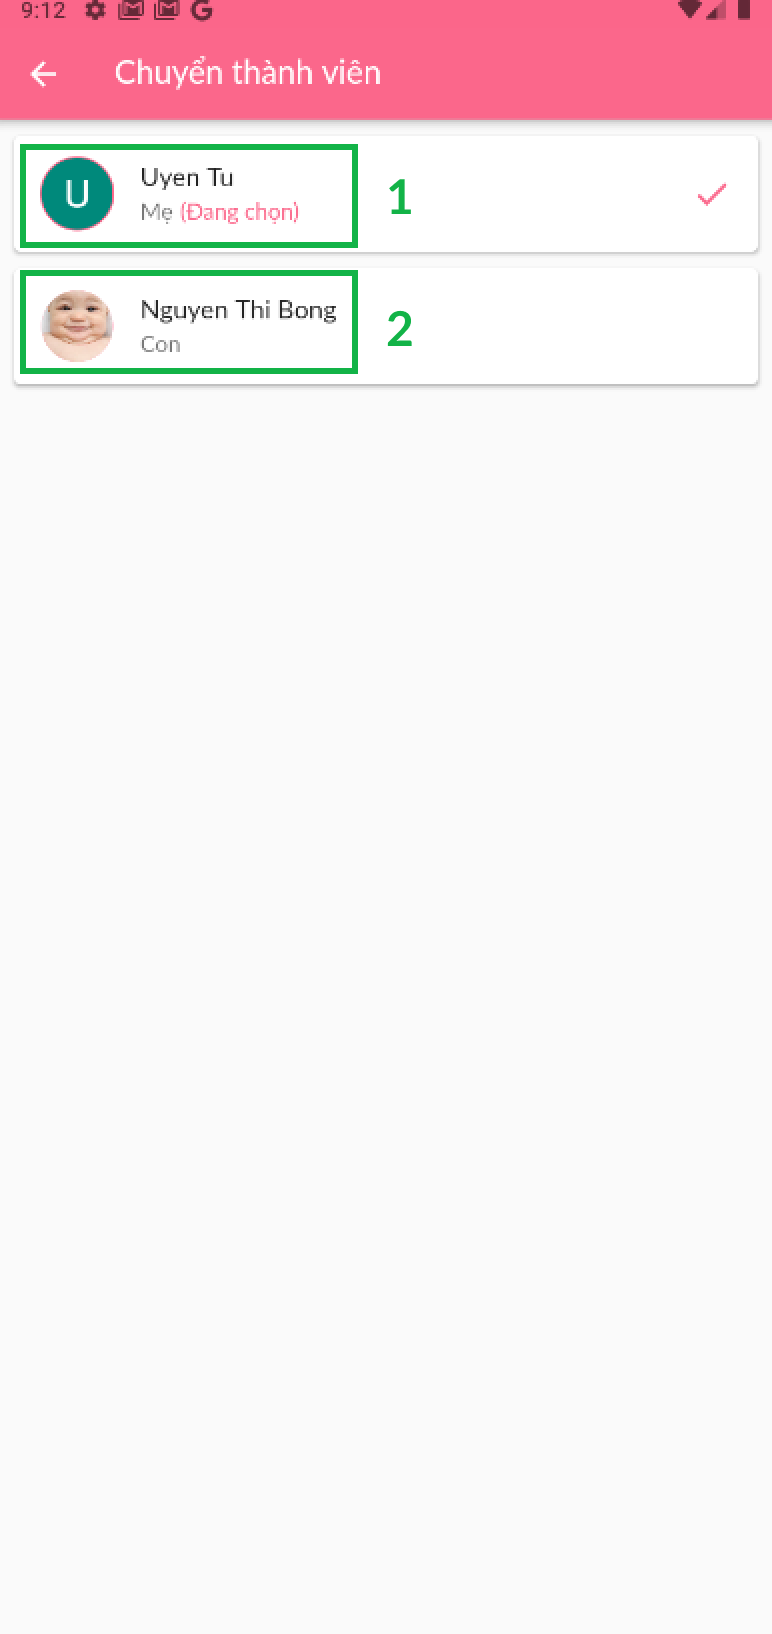 9:12
Chuyển thành viên
U
Uyen Tu
Mẹ (Đang chọn)
1
Nguyen Thi Bong
Con
2